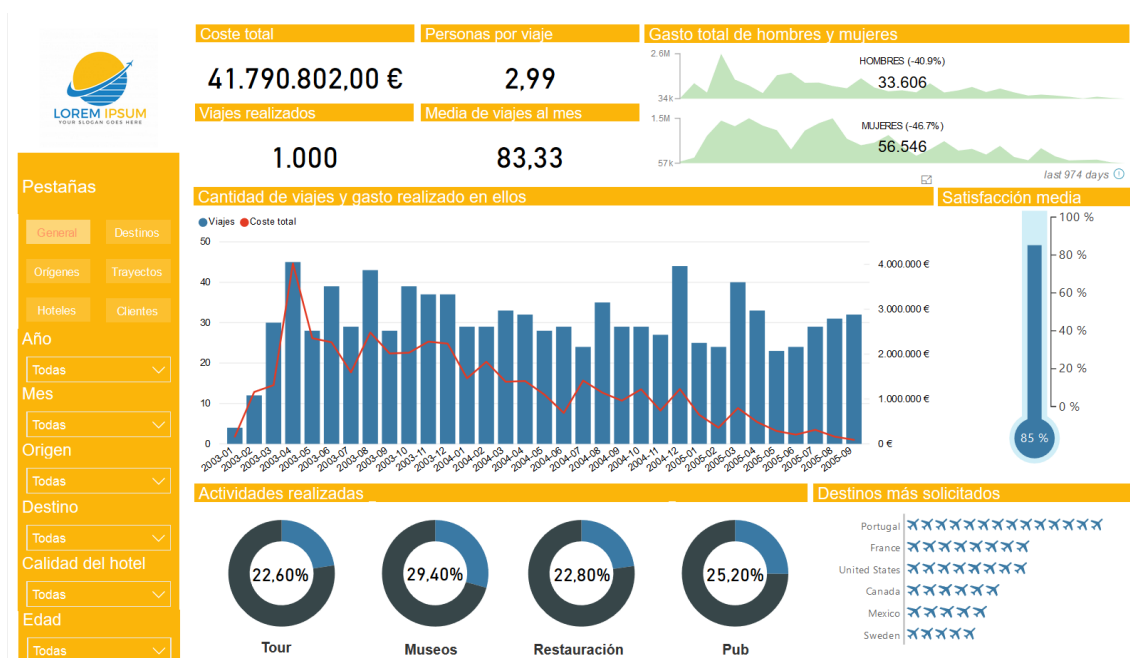 LOREM IPSUM
YOUR SLOGAN GOES HERE
Pestañas
General Destinos
Orígenes Trayectos
Hoteles Clientes
Año
Todas
Mes
Todas
Origen
Todas
Destino
Todas
Calidad del hotel
Todas
Edad
Todas
Coste total
41.790.802,00 €
Personas por viaje
2,99
Viajes realizados
1.000
Media de viajes al mes
83,33
Gasto total de hombres y mujeres
2.6M
34k
HOMBRES (-40.9%)
33.606
1.5M
57k
MUJERES (-46.7%)
56.546
last 974 days
Cantidad de viajes y gasto realizado en ellos
Viajes Coste total
50
40
30
20
10
0
4.000.000 €
3.000.000 €
2.000.000 €
1.000.000 €
0 €
2003-01 2003-02 2003-03 2003-04 2003-05 2003-06 2003-07 2003-08 2003-09 2003-10 2003-11 2003-12 2004-01 2004-02 2004-03 2004-04 2004-05 2004-06 2004-07 2004-08 2004-09 2004-10 2004-11 2004-12 2005-01 2005-02 2005-03 2005-04 2005-05 2005-06 2005-07 2005-08 2005-09
Satisfacción media
100 %
80 %
60 %
40 %
20 %
0 %
85 %
Actividades realizadas
22,60%
Tour
29,40%
Museos
22,80%
Restauración
25,20%
Pub
Destinos más solicitados
Portugal
France
United States
Canada
Mexico
Sweden